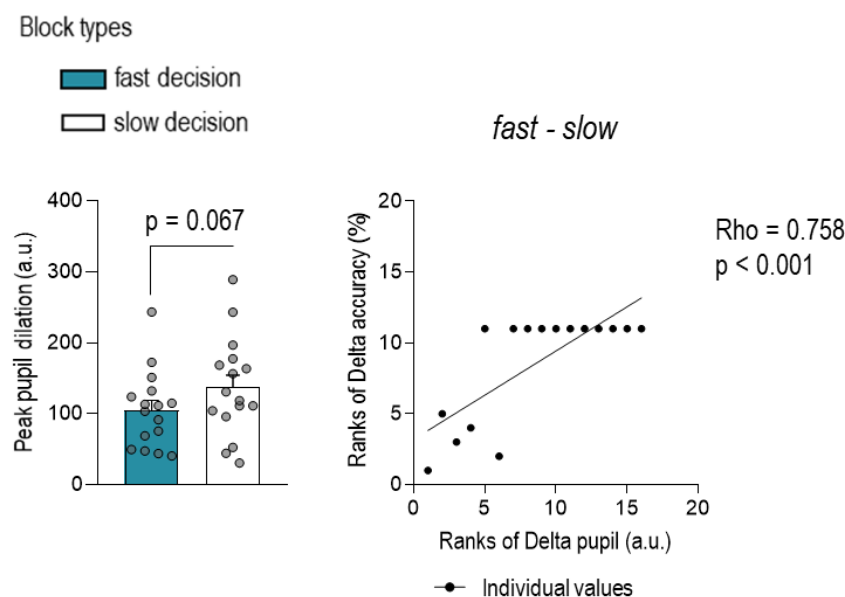 Block types
fast decision
slow decision
fast - slow
400
300
200
100
0
Peak pupil dilation (a.u.)
p = 0.067
20
15
10
5
0
Ranks of Delta accuracy (%)
0 5 10 15 20
Ranks of Delta pupil (a.u.)
Rho = 0.758
p < 0.001
Individual values